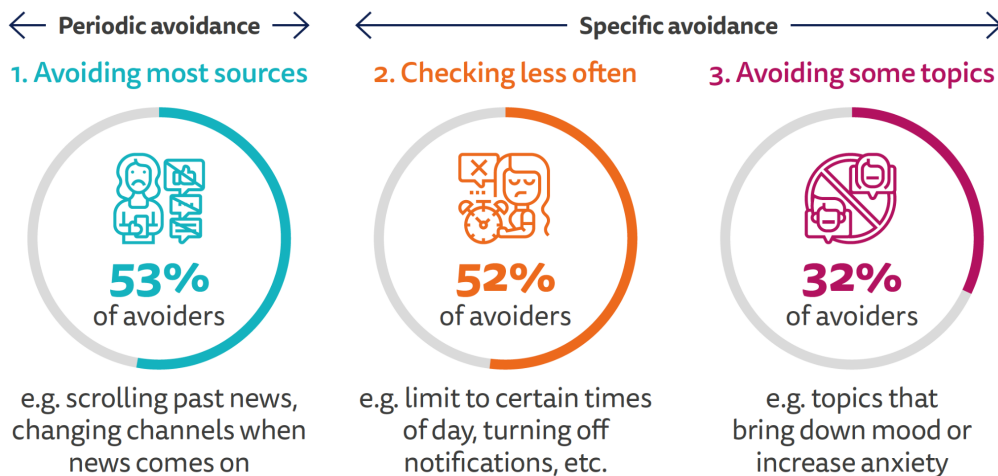 Periodic avoidance
Specific avoidance
1. Avoiding most sources
2. Checking less often
3. Avoiding some topics
53%
of avoiders
52%
of avoiders
32%
of avoiders
e.g. scrolling past news,
changing channels when
news comes on
e.g. limit to certain times
of day, turning off
notifications, etc.
e.g. topics that
bring down mood or
increase anxiety